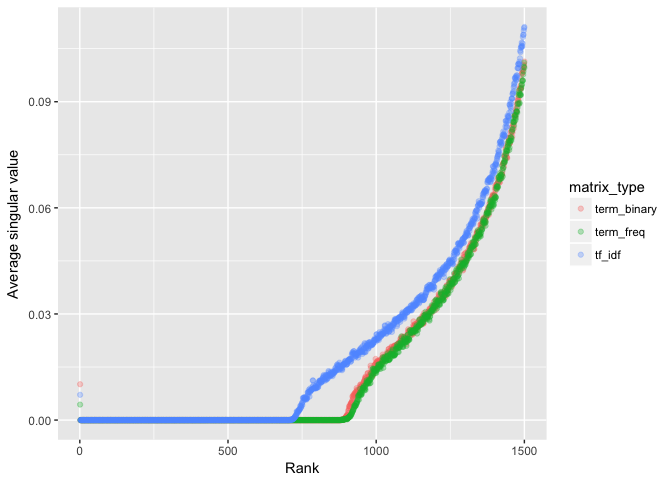 Average singular value
0.09
0.06
0.03
0.00
0
500
1000
1500
Rank
matrix_type
term_binary
term_freq
tf_idf